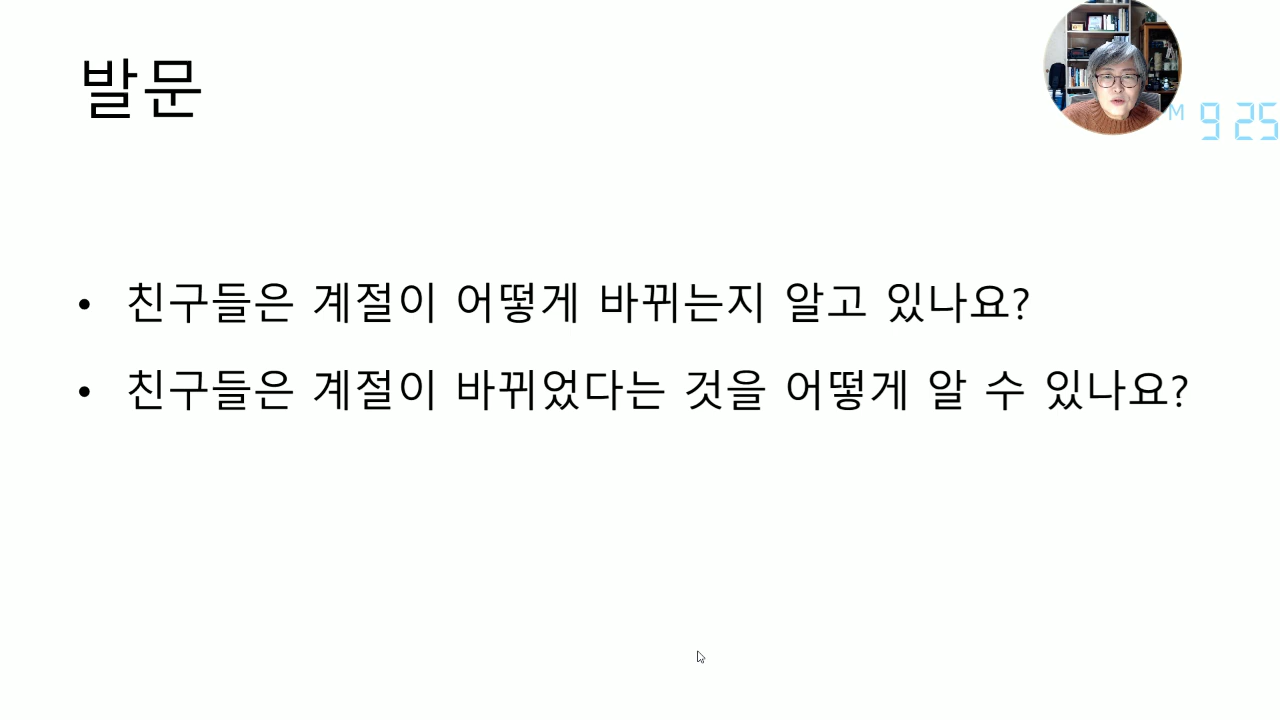 발문
M 9 25
• 친구들은 계절이 어떻게 바뀌는지 알고 있나요?
• 친구들은 계절이 바뀌었다는 것을 어떻게 알 수 있나요?